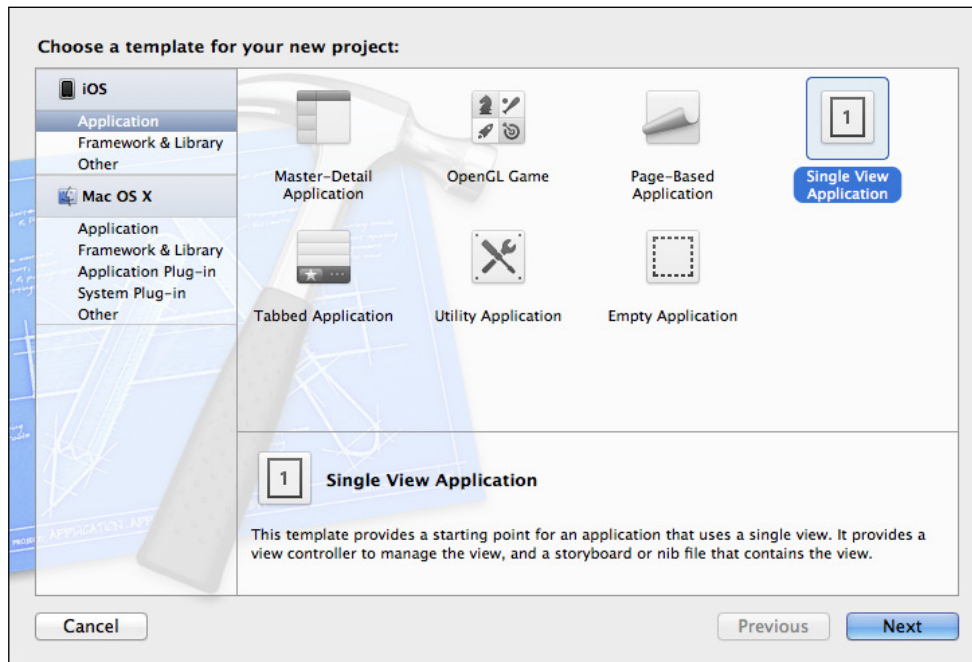 Choose a template for your new project:
iOS
Application
Framework & Library
Other
Mac OS X
Application
Framework & Library
Application Plug-in
System Plug-in
Other
Master-Detail
Application
OpenGL Game
Page-Based
Application
1
Single View
Application
Tabbed Application
Utility Application
Empty Application
1
Single View Application
This template provides a starting point for an application that uses a single view. It provides a
view controller to manage the view, and a storyboard or nib file that contains the view.
Cancel
Previous
Next